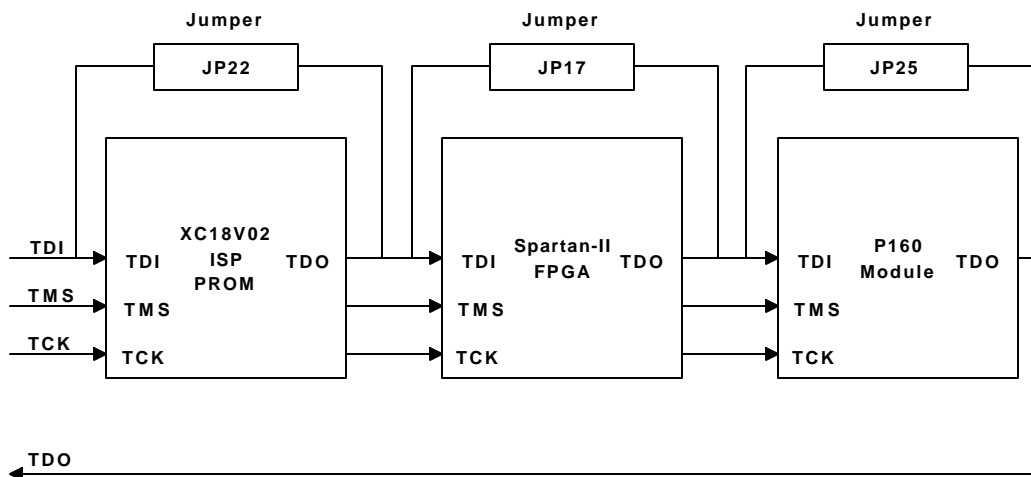 Jumper
JP22
Jumper
JP17
Jumper
JP25
TDI
TMS
TCK
TDI
XC18V02
ISP
PROM
TDO
TMS
TCK
TDI
Spartan-II
FPGA
TDO
TMS
TCK
TDI
P160
Module
TDO
TMS
TCK
TDO